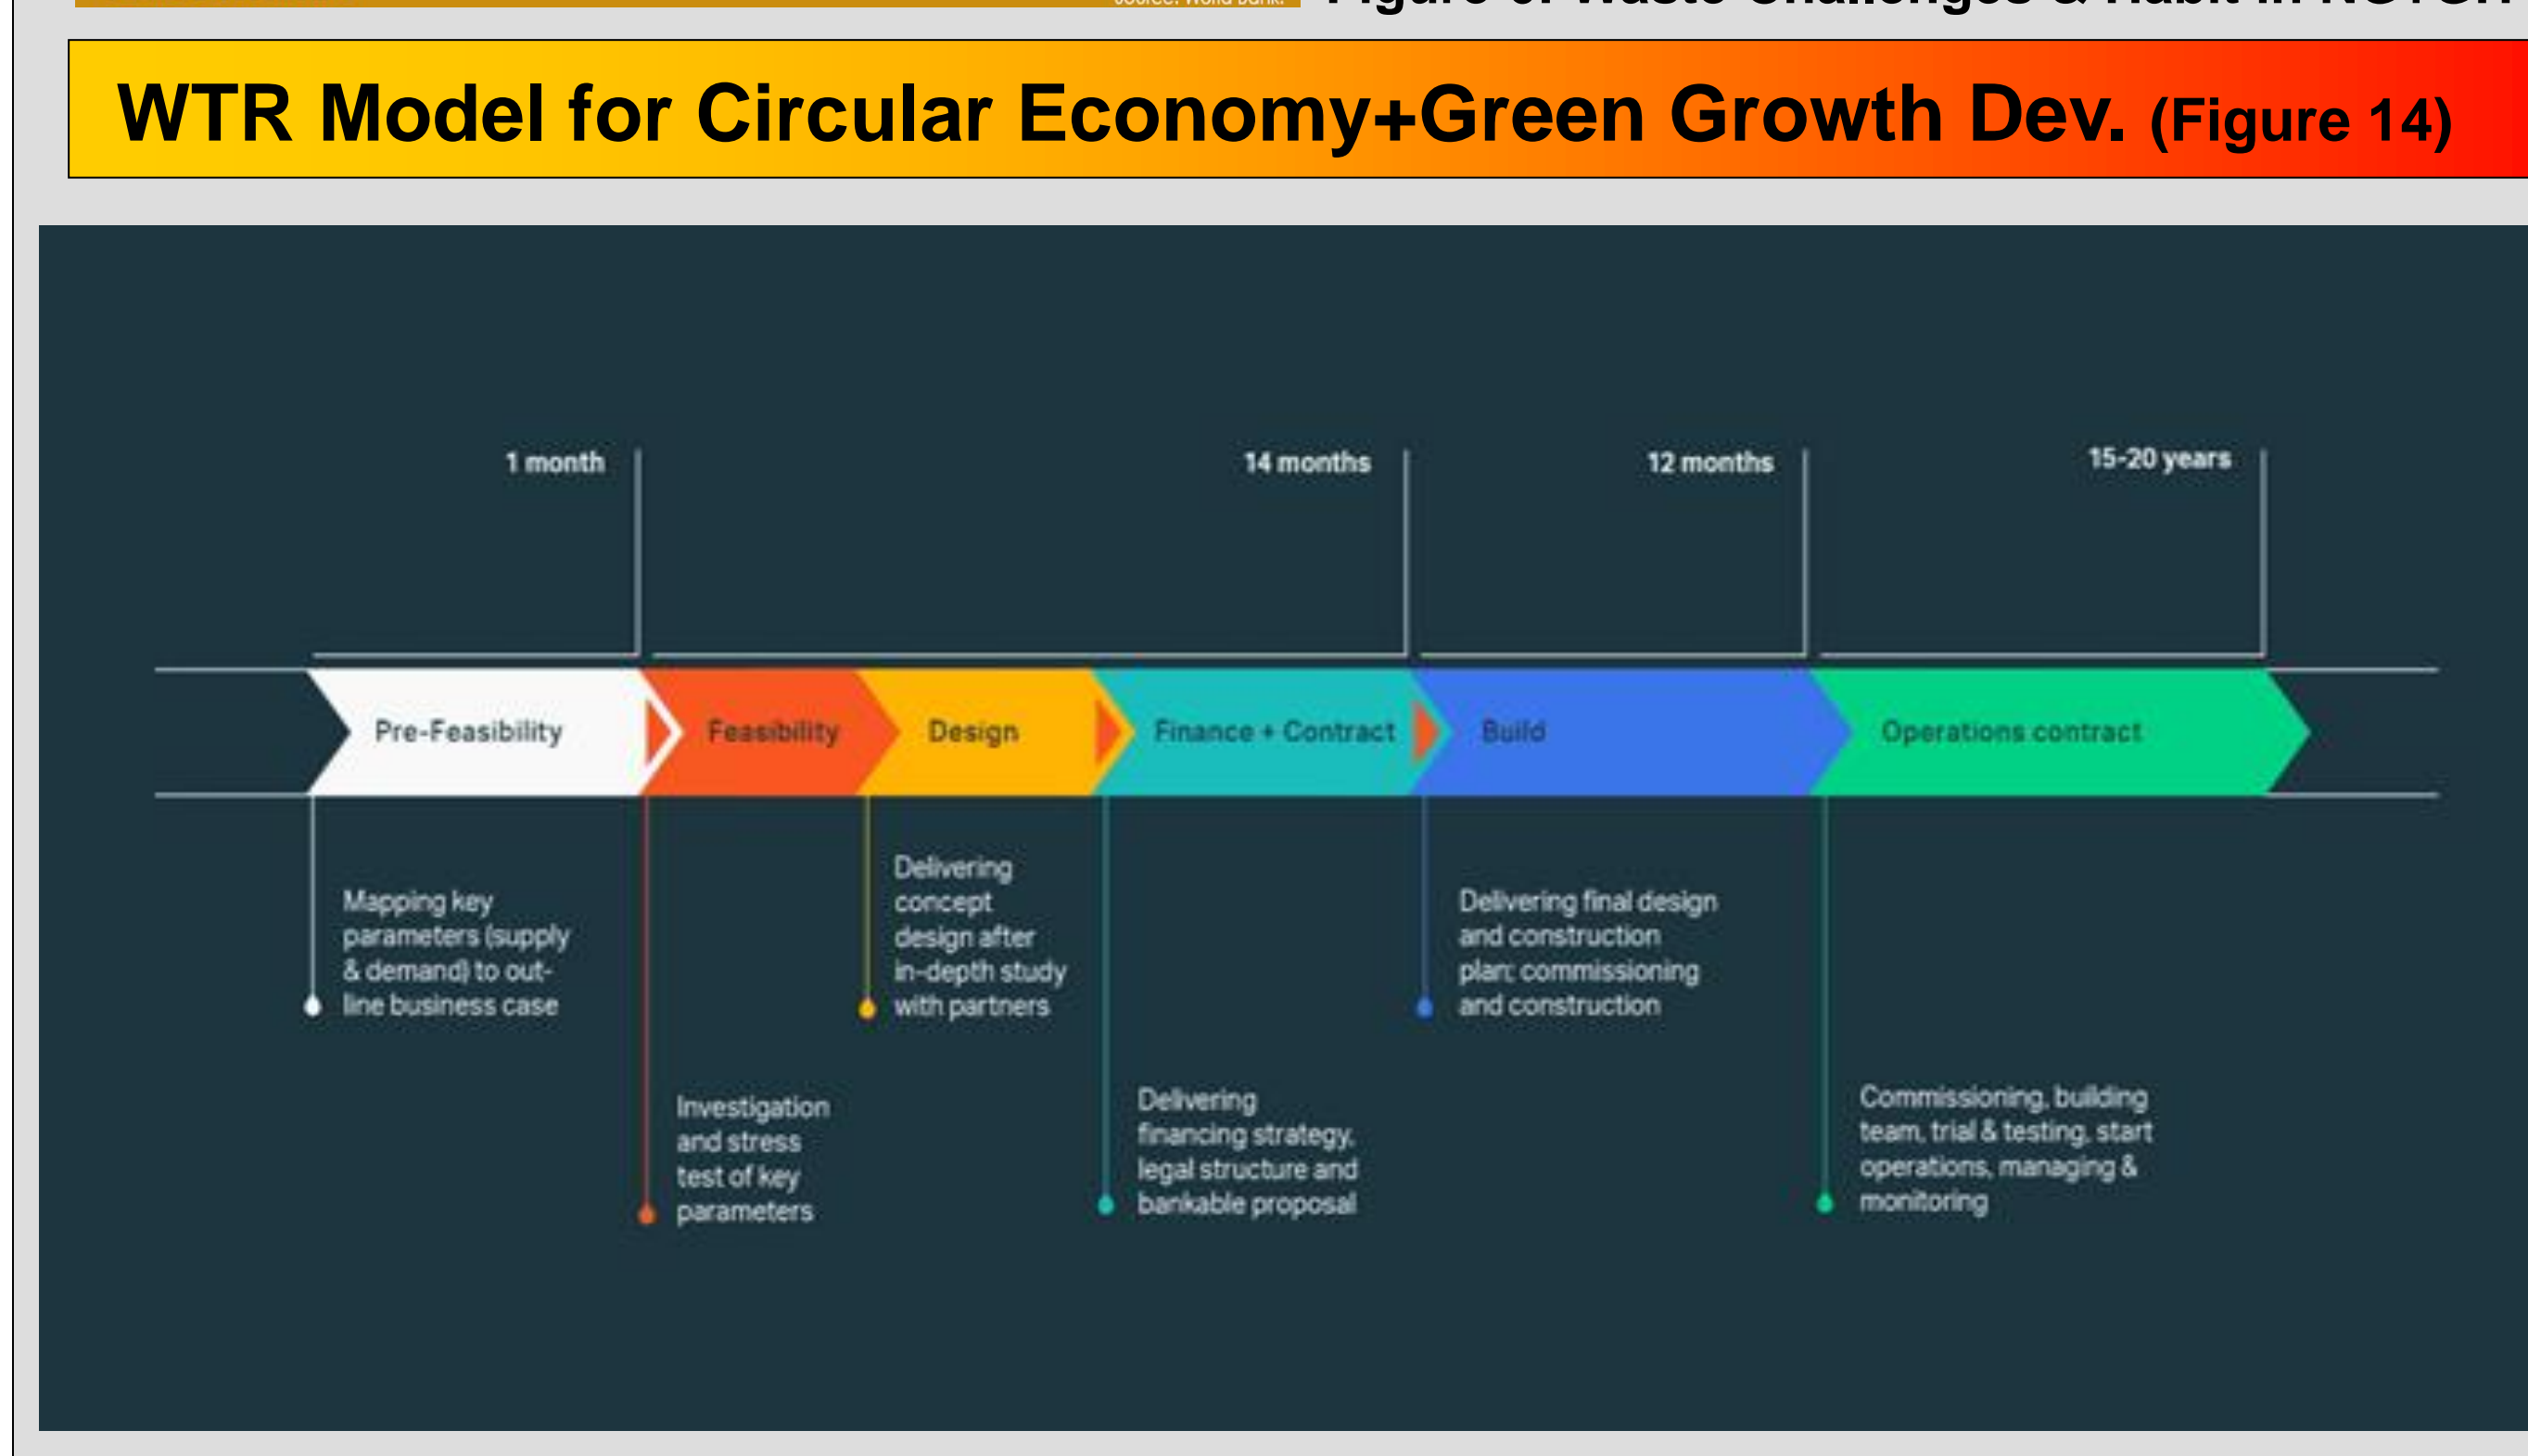 Source: World Bank.
WTR Model for Circular Economy+Green Growth Dev. (Figure 14)
1 month
14 months
12 months
15-20 years
Pre-Feasibility
Feasibility
Design
Finance + Contract
Build
Operations contract
Mapping key
parameters (supply
& demand) to out-
line business case
Investigation
and stress
test of key
parameters
Delivering
concept
design after
in-depth study
with partners
Delivering
financing strategy,
legal structure and
bankable proposal
Delivering final design
and construction
plan; commissioning
and construction
Commissioning, building
team, trial & testing, start
operations, managing &
monitoring